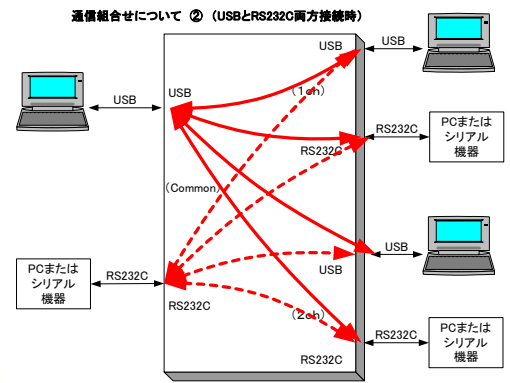 通信組合せについて ② (USBとRS232C両方接続時)
USB
USB
USB
USB
(1ch)
PCまたは
シリアル
機器
RS232C
RS232C
(Common)
PCまたは
シリアル
機器
RS232C
RS232C
USB
USB
(2ch)
RS232C
RS232C
PCまたは
シリアル
機器